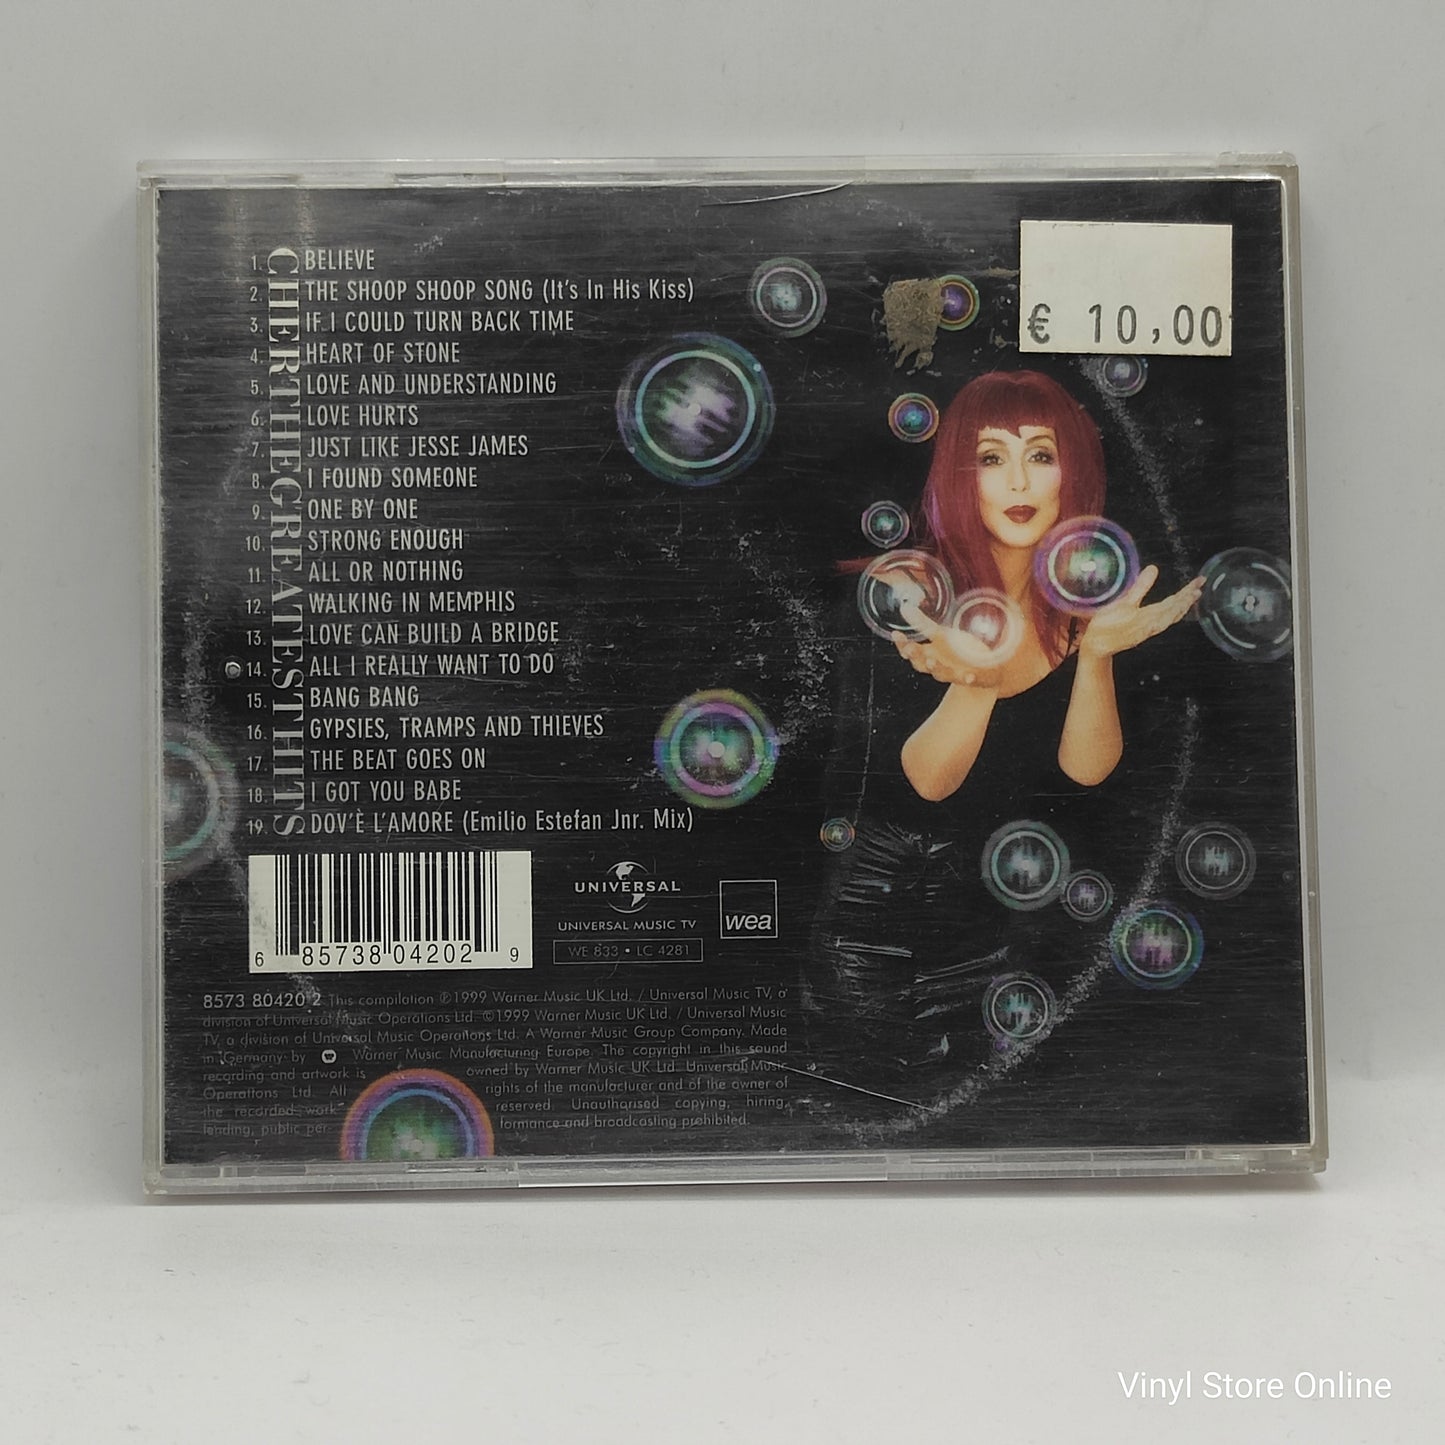 € 10,00
CHER THE GREATEST HITS
1. BELIEVE
2. THE SHOOP SHOOP SONG (It's In His Kiss)
3. IF I COULD TURN BACK TIME
4. HEART OF STONE
5. LOVE AND UNDERSTANDING
6. LOVE HURTS
7. JUST LIKE JESSE JAMES
8. I FOUND SOMEONE
9. ONE BY ONE
10. STRONG ENOUGH
11. ALL OR NOTHING
12. WALKING IN MEMPHIS
13. LOVE CAN BUILD A BRIDGE
14. ALL I REALLY WANT TO DO
15. BANG BANG
16. GYPSIES, TRAMPS AND THIEVES
17. THE BEAT GOES ON
18. I GOT YOU BABE
19. DOV'È L'AMORE (Emilio Estefan Jnr. Mix)
6 85738 04202 9
UNIVERSAL
UNIVERSAL MUSIC TV
WE 833 • LC 4281
wea
8573 80420 2 This compilation ℗1999 Warner Music UK Ltd. / Universal Music TV, a
division of Universal Music Operations Ltd. ©1999 Warner Music UK Ltd. / Universal Music
TV, a division of Universal Music Operations Ltd. A Warner Music Group Company. Made
in Germany by Warner Music Manufacturing Europe. The copyright in this sound
recording and artwork is owned by Warner Music UK Ltd. Universal Music
Operations Ltd. All rights of the manufacturer and of the owner of
the recorded work reserved. Unauthorised copying, hiring,
lending, public per- formance and broadcasting prohibited.
Vinyl Store Online